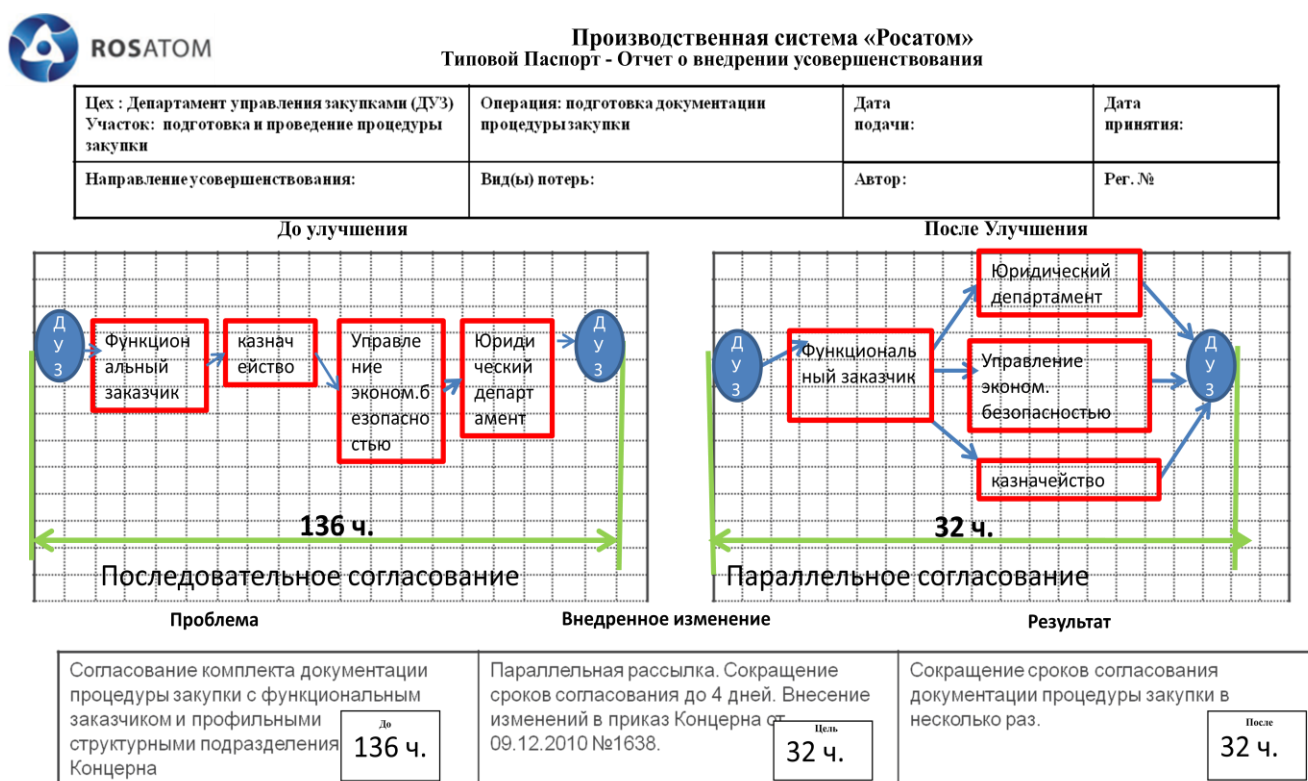 ROSATOM
Производственная система «Росатом»
Типовой Паспорт - Отчет о внедрении усовершенствования
Цех : Департамент управления закупками (ДУЗ)
Участок: подготовка и проведение процедуры
закупки
Операция: подготовка документации
процедуры закупки
Дата
подачи:
Дата
принятия:
Направление усовершенствования:
Вид(ы) потерь:
Автор:
Рег. №
До улучшения
Д
У
З
Функцион
альный
заказчик
казнач
ейство
Управле
ние
эконом.б
езопасно
стью
Юриди
ческий
департ
амент
Д
У
З
136 ч.
Последовательное согласование
После Улучшения
Д
У
З
Функциональ
ный заказчик
Юридический
департамент
Управление
эконом.
безопасностью
казначейство
Д
У
З
32 ч.
Параллельное согласование
Проблема
Внедренное изменение
Результат
Согласование комплекта документации
процедуры закупки с функциональным
заказчиком и профильными
структурными подразделения
Концерна
До
136 ч.
Параллельная рассылка. Сокращение
сроков согласования до 4 дней. Внесение
изменений в приказ Концерна от
09.12.2010 №1638.
Цель
32 ч.
Сокращение сроков согласования
документации процедуры закупки в
несколько раз.
После
32 ч.